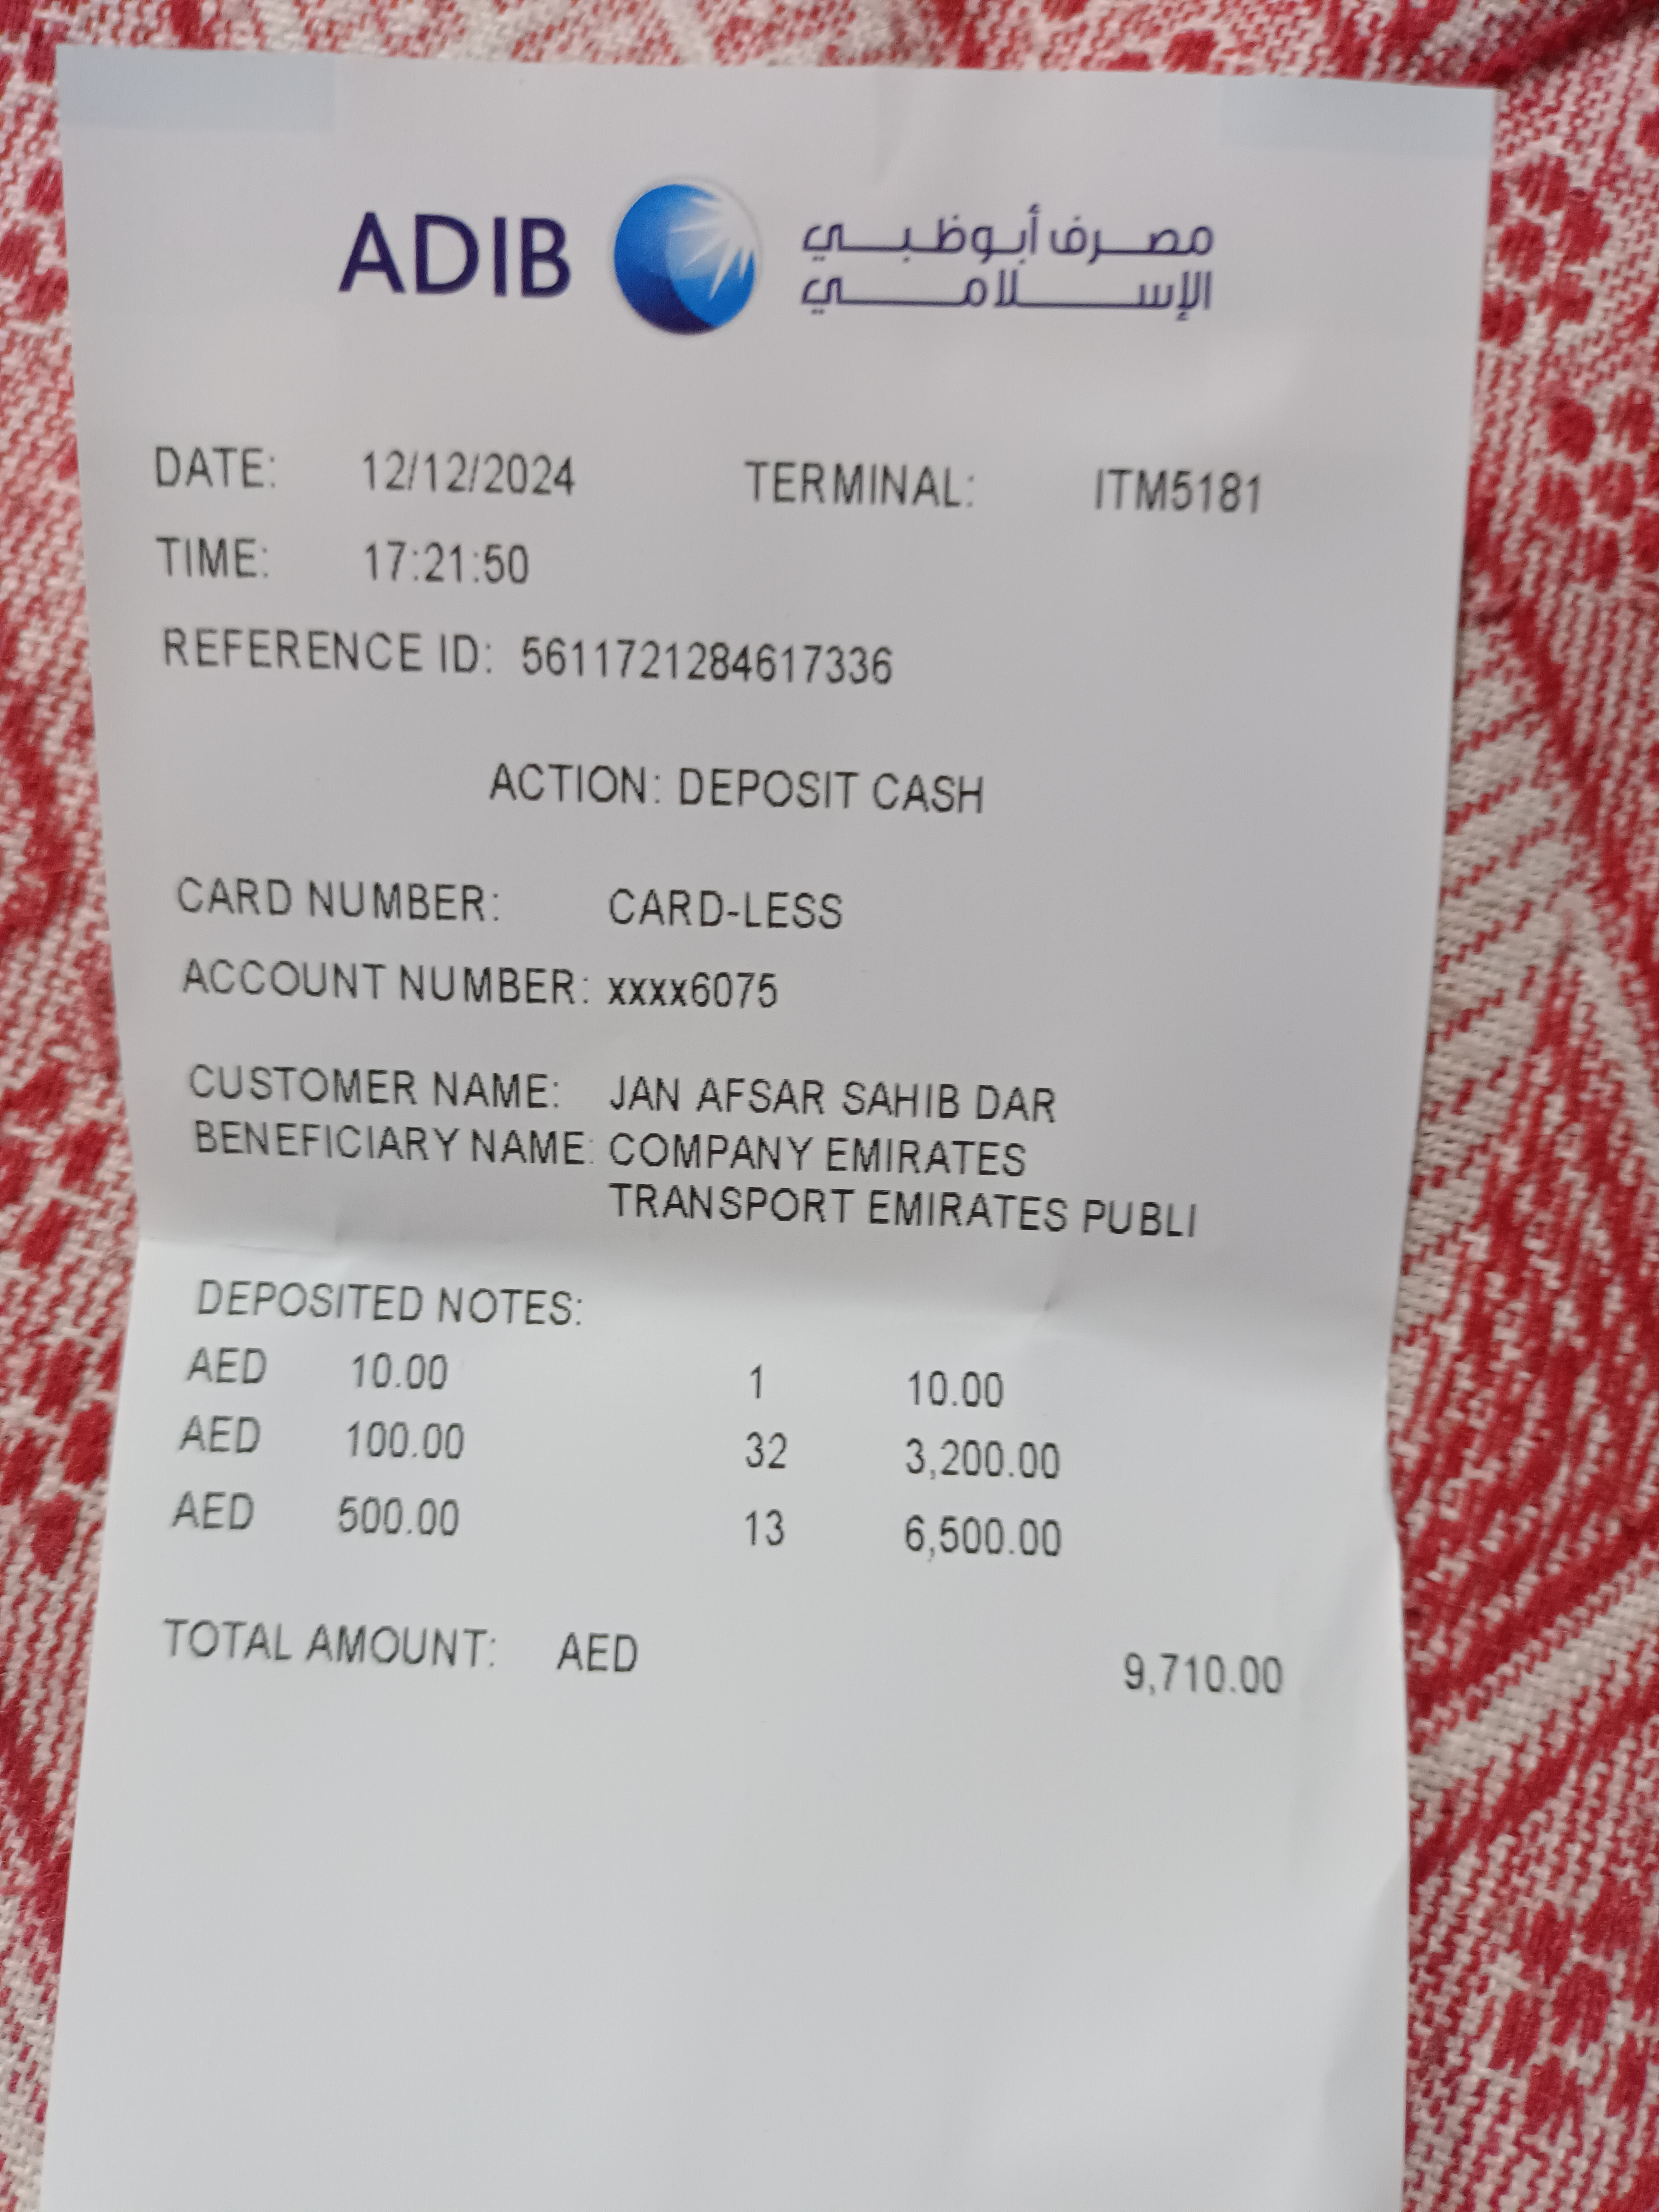 ADIB
مصرف أبوظبي
الإسلامي
DATE: 12/12/2024 TERMINAL: ITM5181
TIME: 17:21:50
REFERENCE ID: 5611721284617336
ACTION: DEPOSIT CASH
CARD NUMBER: CARD-LESS
ACCOUNT NUMBER: xxxx6075
CUSTOMER NAME: JAN AFSAR SAHIB DAR
BENEFICIARY NAME: COMPANY EMIRATES
TRANSPORT EMIRATES PUBLI
DEPOSITED NOTES:
AED 10.00 1 10.00
AED 100.00 32 3,200.00
AED 500.00 13 6,500.00
TOTAL AMOUNT: AED 9,710.00